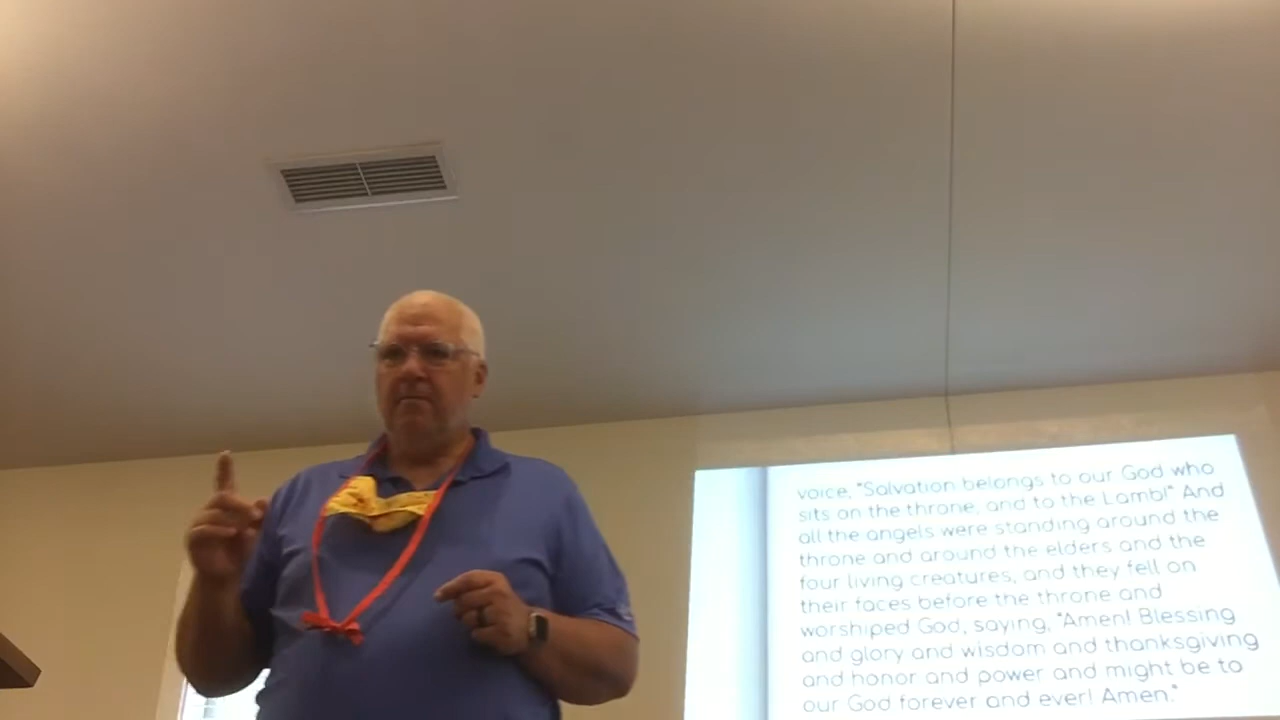 voice, "Salvation belongs to our God who
sits on the throne, and to the Lamb!" And
all the angels were standing around the
throne and around the elders and the
four living creatures, and they fell on
their faces before the throne and
worshiped God, saying, "Amen! Blessing
and glory and wisdom and thanksgiving
and honor and power and might be to
our God forever and ever! Amen."